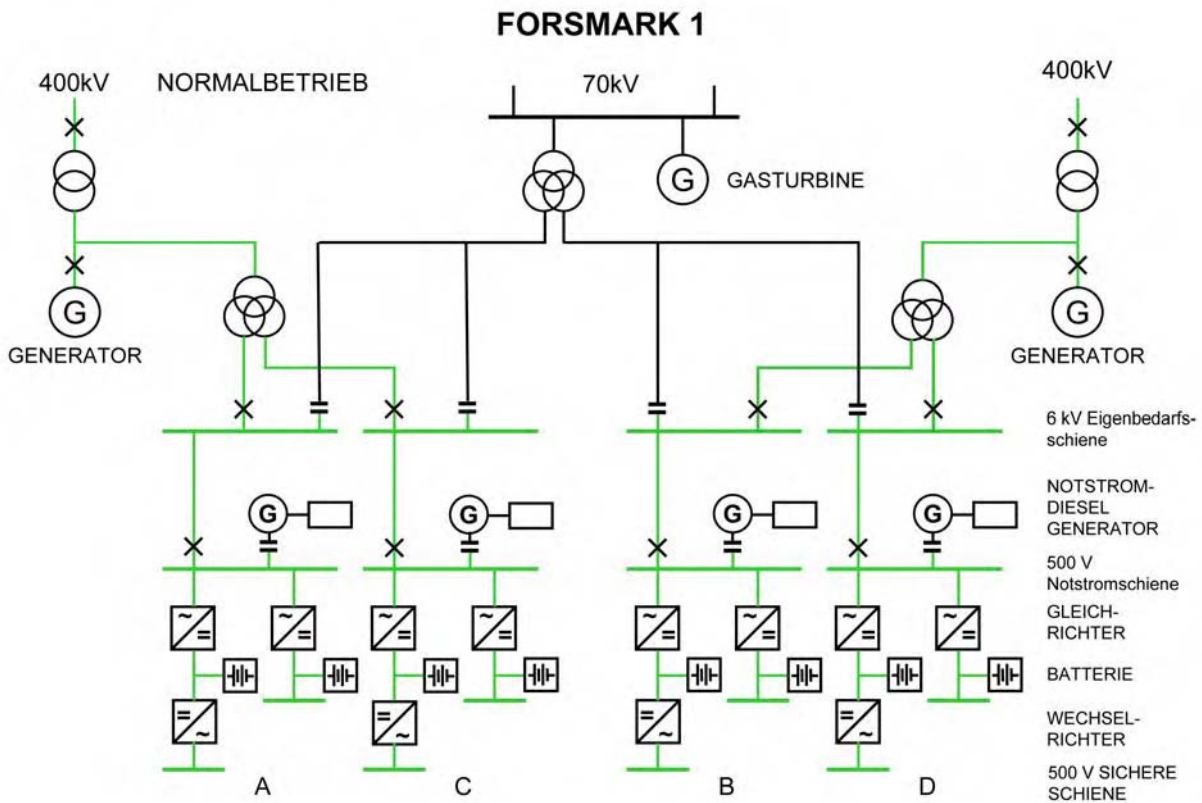 FORSMARK 1
400kV
NORMALBETRIEB
70kV
400kV
G
GASTURBINE
G
GENERATOR
G
GENERATOR
6 kV Eigenbedarfs-
schiene
G
G
G
G
NOTSTROM-
DIESEL
GENERATOR
500 V
Notstromschiene
GLEICH-
RICHTER
BATTERIE
WECHSEL-
RICHTER
A
C
B
D
500 V SICHERE
SCHIENE